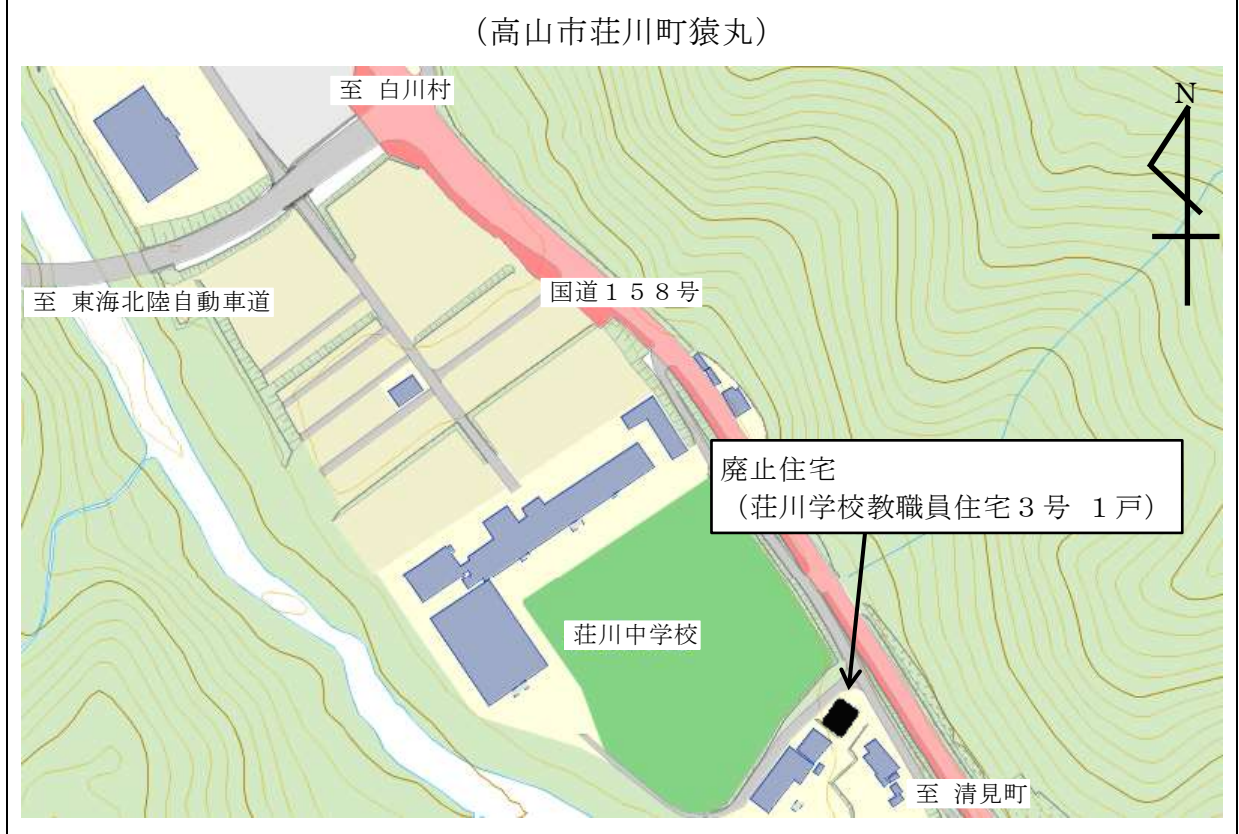 (高山市荘川町猿丸)
至 白川村
N
至 東海北陸自動車道
国道158号
廃止住宅
(荘川学校教職員住宅3号 1戸)
荘川中学校
至 清見町